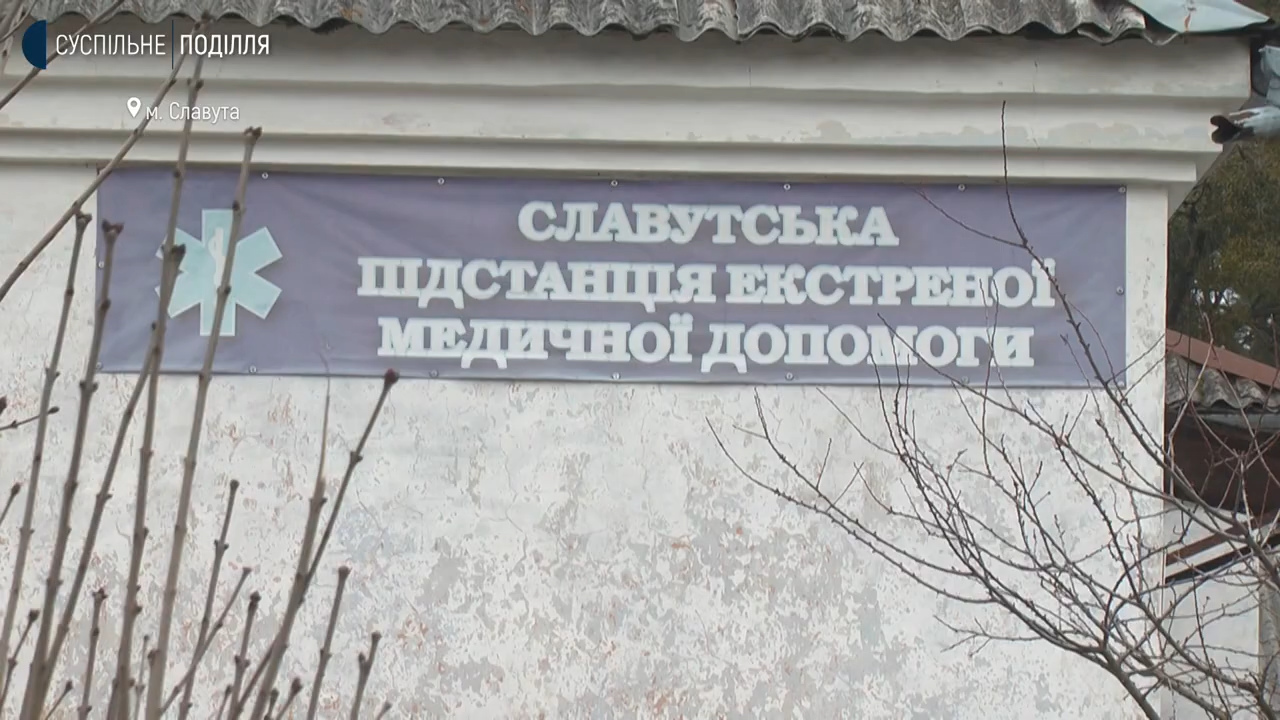 СУСПІЛЬНЕ ПОДІЛЛЯ
м. Славута
СЛАВУТСЬКА
ПІДСТАНЦІЯ ЕКСТРЕНОЇ
МЕДИЧНОЇ ДОПОМОГИ